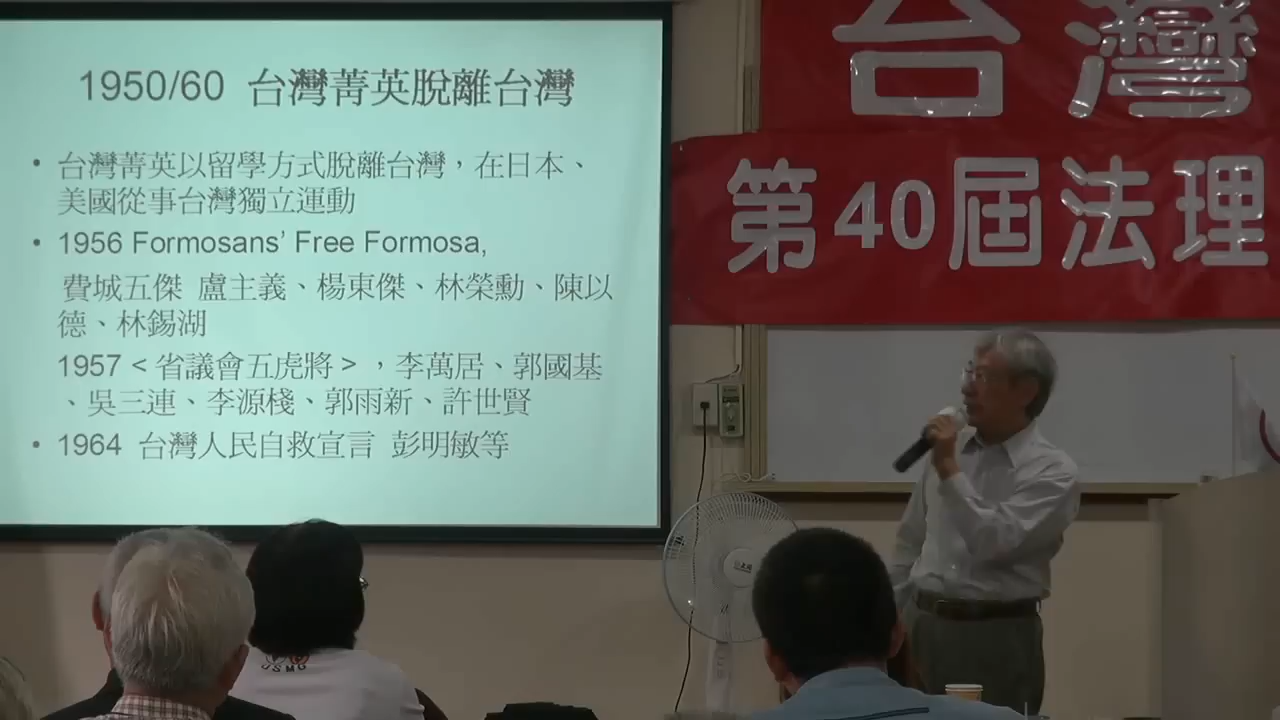 1950/60 台灣菁英脫離台灣
• 台灣菁英以留學方式脫離台灣，在日本、
美國從事台灣獨立運動
• 1956 Formosans’ Free Formosa,
費城五傑 盧主義、楊東傑、林榮勳、陳以
德、林錫湖
1957 < 省議會五虎將 > ，李萬居、郭國基
、吳三連、李源棧、郭雨新、許世賢
• 1964 台灣人民自救宣言 彭明敏等
台灣
第40屆法理
JSMG